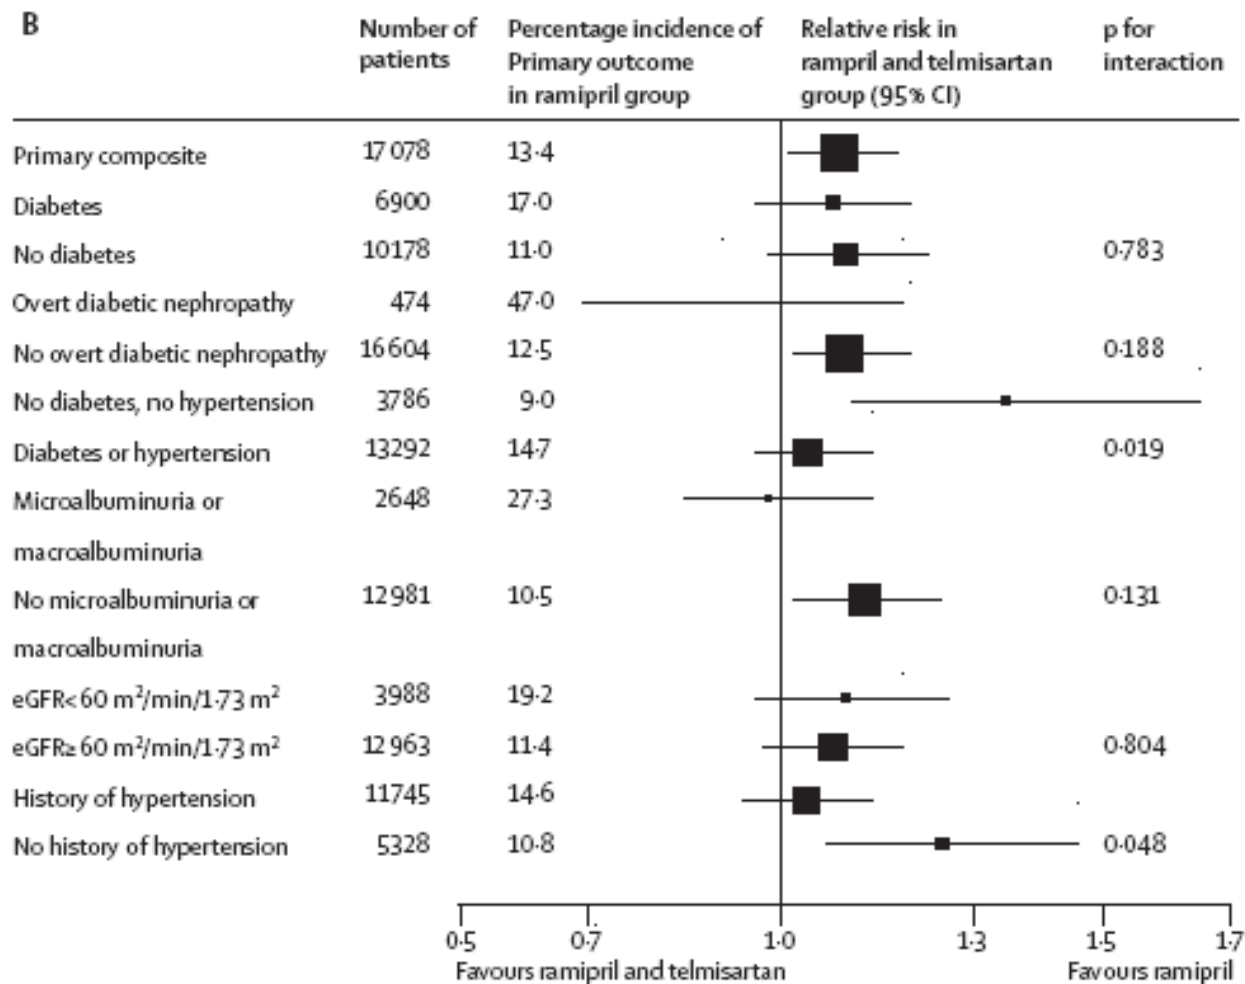 B
Number of patients
Percentage incidence of Primary outcome in ramipril group
Relative risk in rampril and telmisartan group (95% CI)
p for interaction
Primary composite 17 078 13·4
Diabetes 6900 17·0
No diabetes 10178 11·0 0·783
Overt diabetic nephropathy 474 47·0
No overt diabetic nephropathy 16 604 12·5 0·188
No diabetes, no hypertension 3786 9·0
Diabetes or hypertension 13292 14·7 0·019
Microalbuminuria or 2648 27·3
macroalbuminuria
No microalbuminuria or 12 981 10·5 0·131
macroalbuminuria
eGFR< 60 m²/min/1·73 m² 3988 19·2
eGFR≥ 60 m²/min/1·73 m² 12 963 11·4 0·804
History of hypertension 11745 14·6
No history of hypertension 5328 10·8 0·048
0·5 0·7 1·0 1·3 1·5 1·7
Favours ramipril and telmisartan Favours ramipril